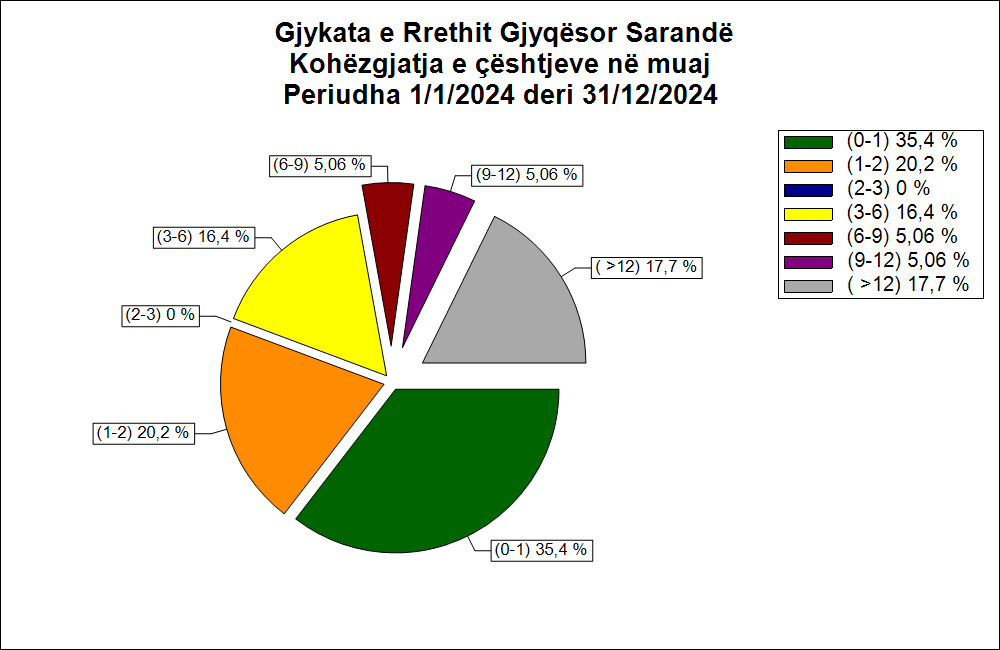 Gjykata e Rrethit Gjyqësor Sarandë
Kohëzgjatja e çështjeve në muaj
Periudha 1/1/2024 deri 31/12/2024
(0-1) 35,4 %
(1-2) 20,2 %
(2-3) 0 %
(3-6) 16,4 %
(6-9) 5,06 %
(9-12) 5,06 %
( >12) 17,7 %
(6-9) 5,06 %
(9-12) 5,06 %
(3-6) 16,4 %
( >12) 17,7 %
(2-3) 0 %
(1-2) 20,2 %
(0-1) 35,4 %